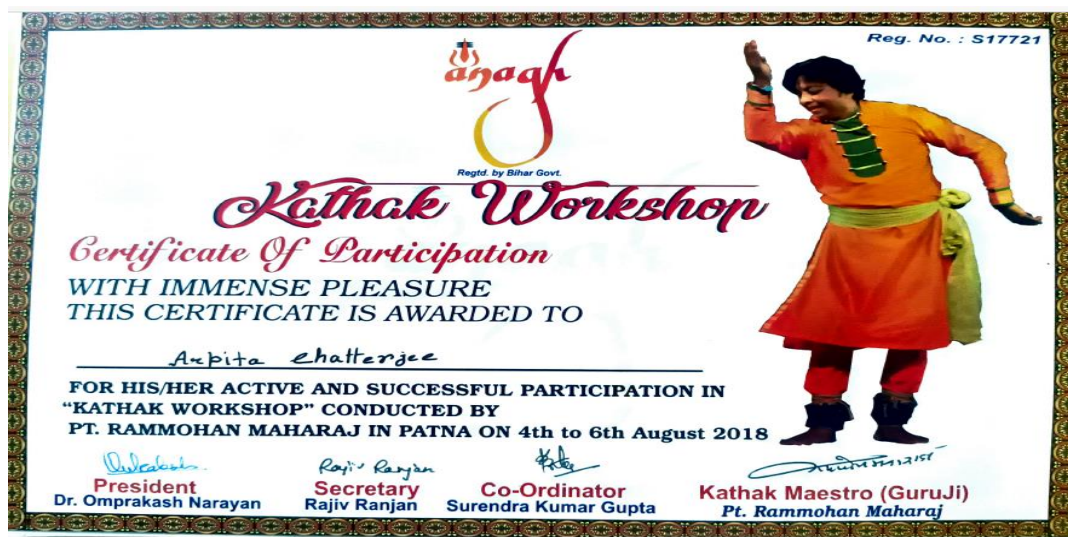 Reg. No. : S17721
anagh
Regtd. by Bihar Govt.
Kathak Workshop
Certificate Of Participation
WITH IMMENSE PLEASURE
THIS CERTIFICATE IS AWARDED TO
Arpita Chatterjee
FOR HIS/HER ACTIVE AND SUCCESSFUL PARTICIPATION IN
“KATHAK WORKSHOP” CONDUCTED BY
PT. RAMMOHAN MAHARAJ IN PATNA ON 4th to 6th August 2018
Rajiv Ranjan
President Secretary Co-Ordinator Kathak Maestro (GuruJi)
Dr. Omprakash Narayan Rajiv Ranjan Surendra Kumar Gupta Pt. Rammohan Maharaj